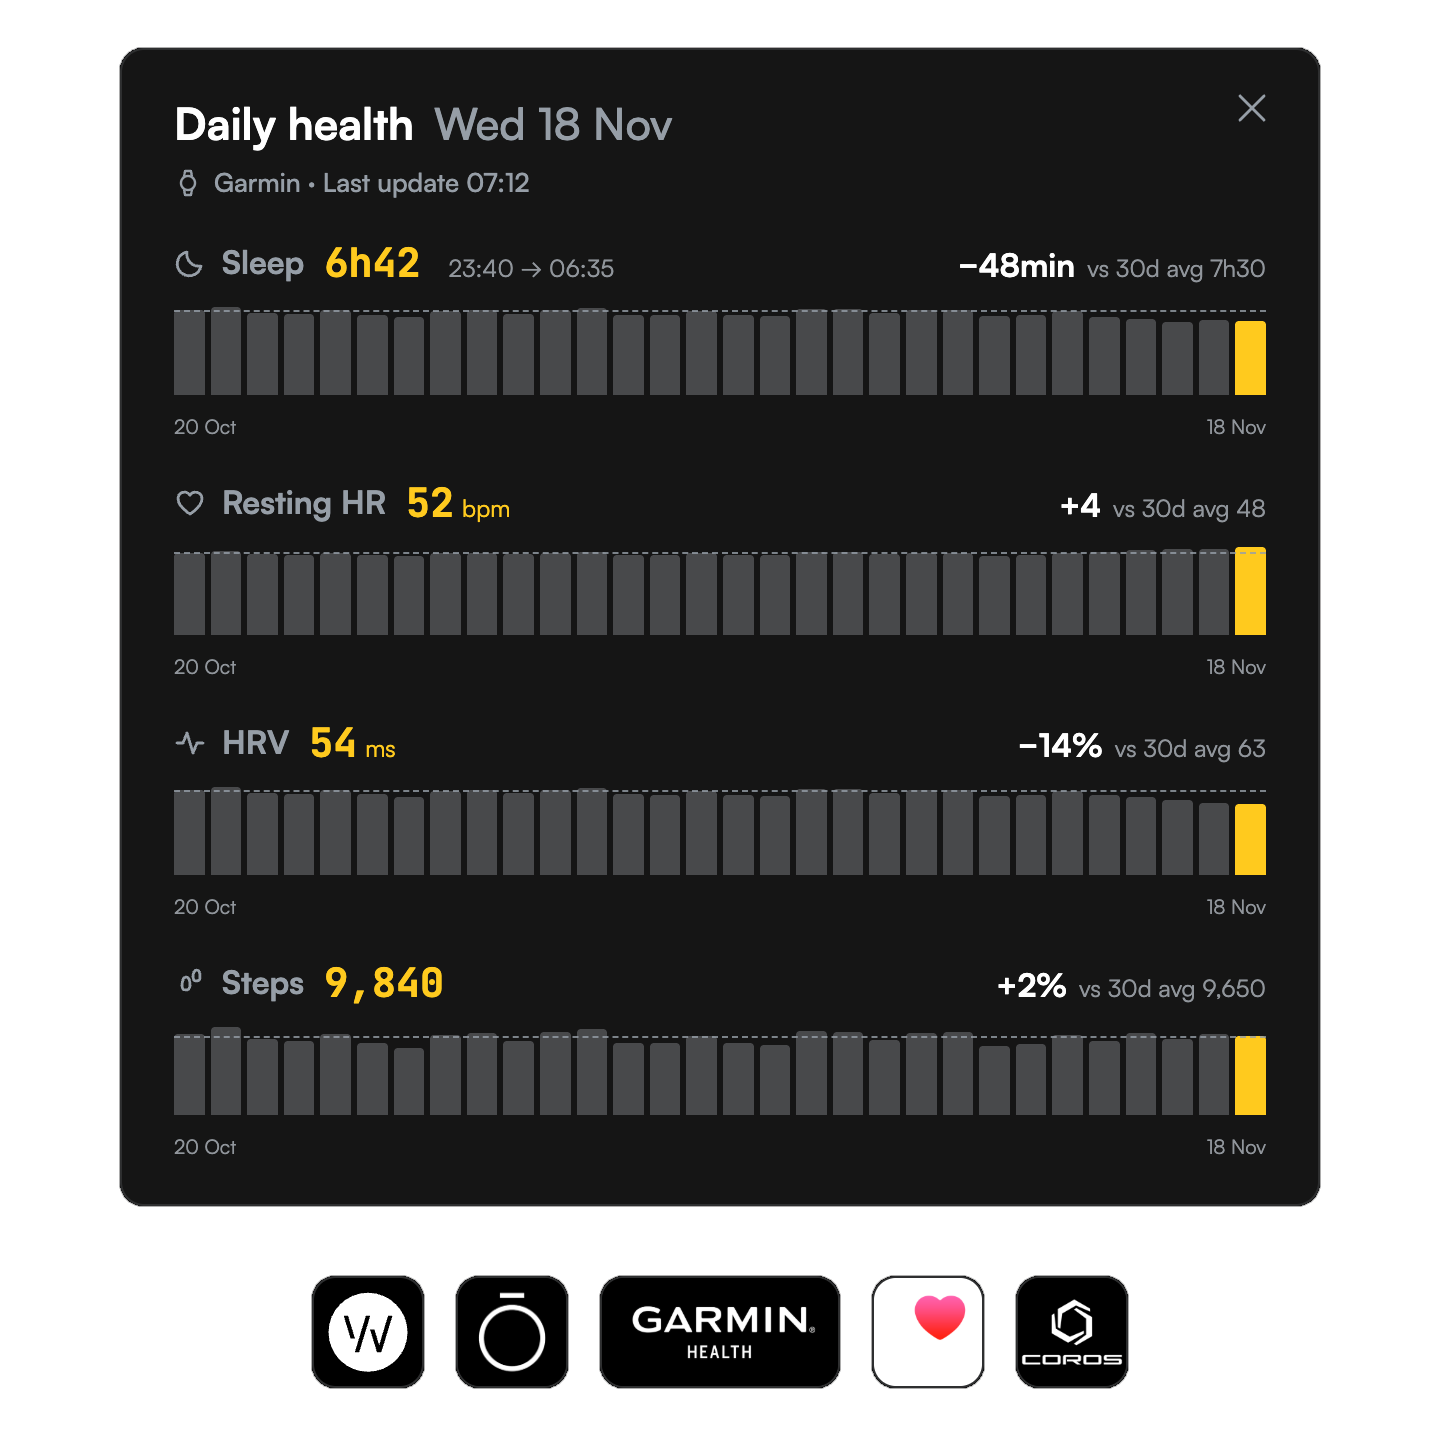 Daily health Wed 18 Nov
Garmin · Last update 07:12
Sleep 6h42 23:40 → 06:35 −48min vs 30d avg 7h30
20 Oct 18 Nov
Resting HR 52 bpm +4 vs 30d avg 48
20 Oct 18 Nov
HRV 54 ms −14% vs 30d avg 63
20 Oct 18 Nov
Steps 9,840 +2% vs 30d avg 9,650
20 Oct 18 Nov
W GARMIN® COROS
HEALTH